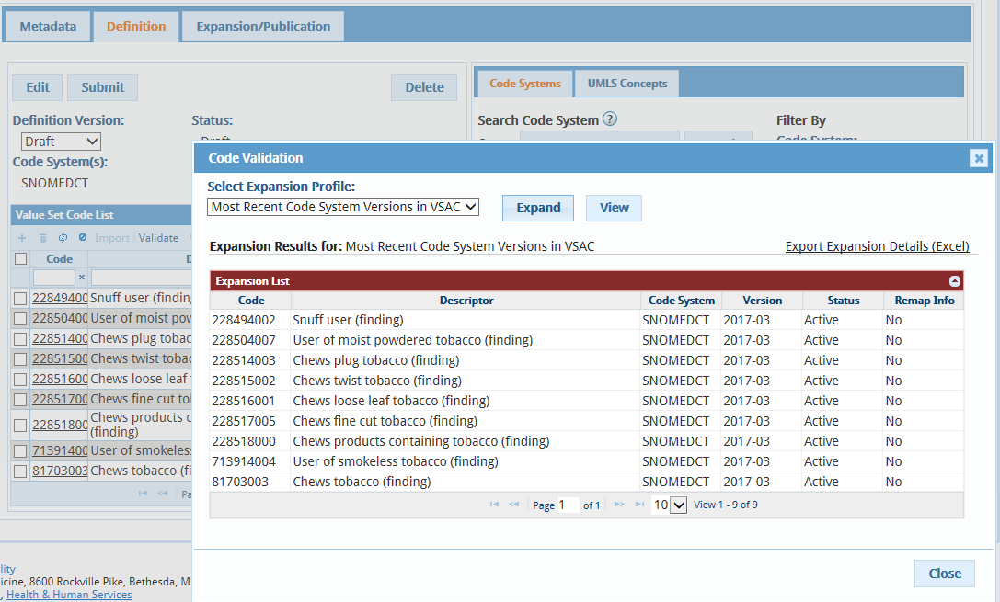 Metadata
Definition
Expansion/Publication
Edit
Submit
Delete
Definition Version:
Status:
Draft
Draft
Code System(s):
SNOMEDCT
Code Systems
UMLS Concepts
Search Code System ?
Filter By
Code System:
Value Set Code List
Import Validate
Code
22849400 Snuff user (finding
22850400 User of moist pow
22851400 Chews plug tobac
22851500 Chews twist tobac
22851600 Chews loose leaf
22851700 Chews fine cut to
22851800 Chews products c
(finding)
71391400 User of smokeless
81703003 Chews tobacco (fi
Code Validation
Select Expansion Profile:
Most Recent Code System Versions in VSAC
Expand
View
Expansion Results for: Most Recent Code System Versions in VSAC
Export Expansion Details (Excel)
Expansion List
Code Descriptor Code System Version Status Remap Info
228494002 Snuff user (finding) SNOMEDCT 2017-03 Active No
228504007 User of moist powdered tobacco (finding) SNOMEDCT 2017-03 Active No
228514003 Chews plug tobacco (finding) SNOMEDCT 2017-03 Active No
228515002 Chews twist tobacco (finding) SNOMEDCT 2017-03 Active No
228516001 Chews loose leaf tobacco (finding) SNOMEDCT 2017-03 Active No
228517005 Chews fine cut tobacco (finding) SNOMEDCT 2017-03 Active No
228518000 Chews products containing tobacco (finding) SNOMEDCT 2017-03 Active No
713914004 User of smokeless tobacco (finding) SNOMEDCT 2017-03 Active No
81703003 Chews tobacco (finding) SNOMEDCT 2017-03 Active No
Page 1 of 1 10 View 1 - 9 of 9
Close
lity
icine, 8600 Rockville Pike, Bethesda, M
, Health & Human Services